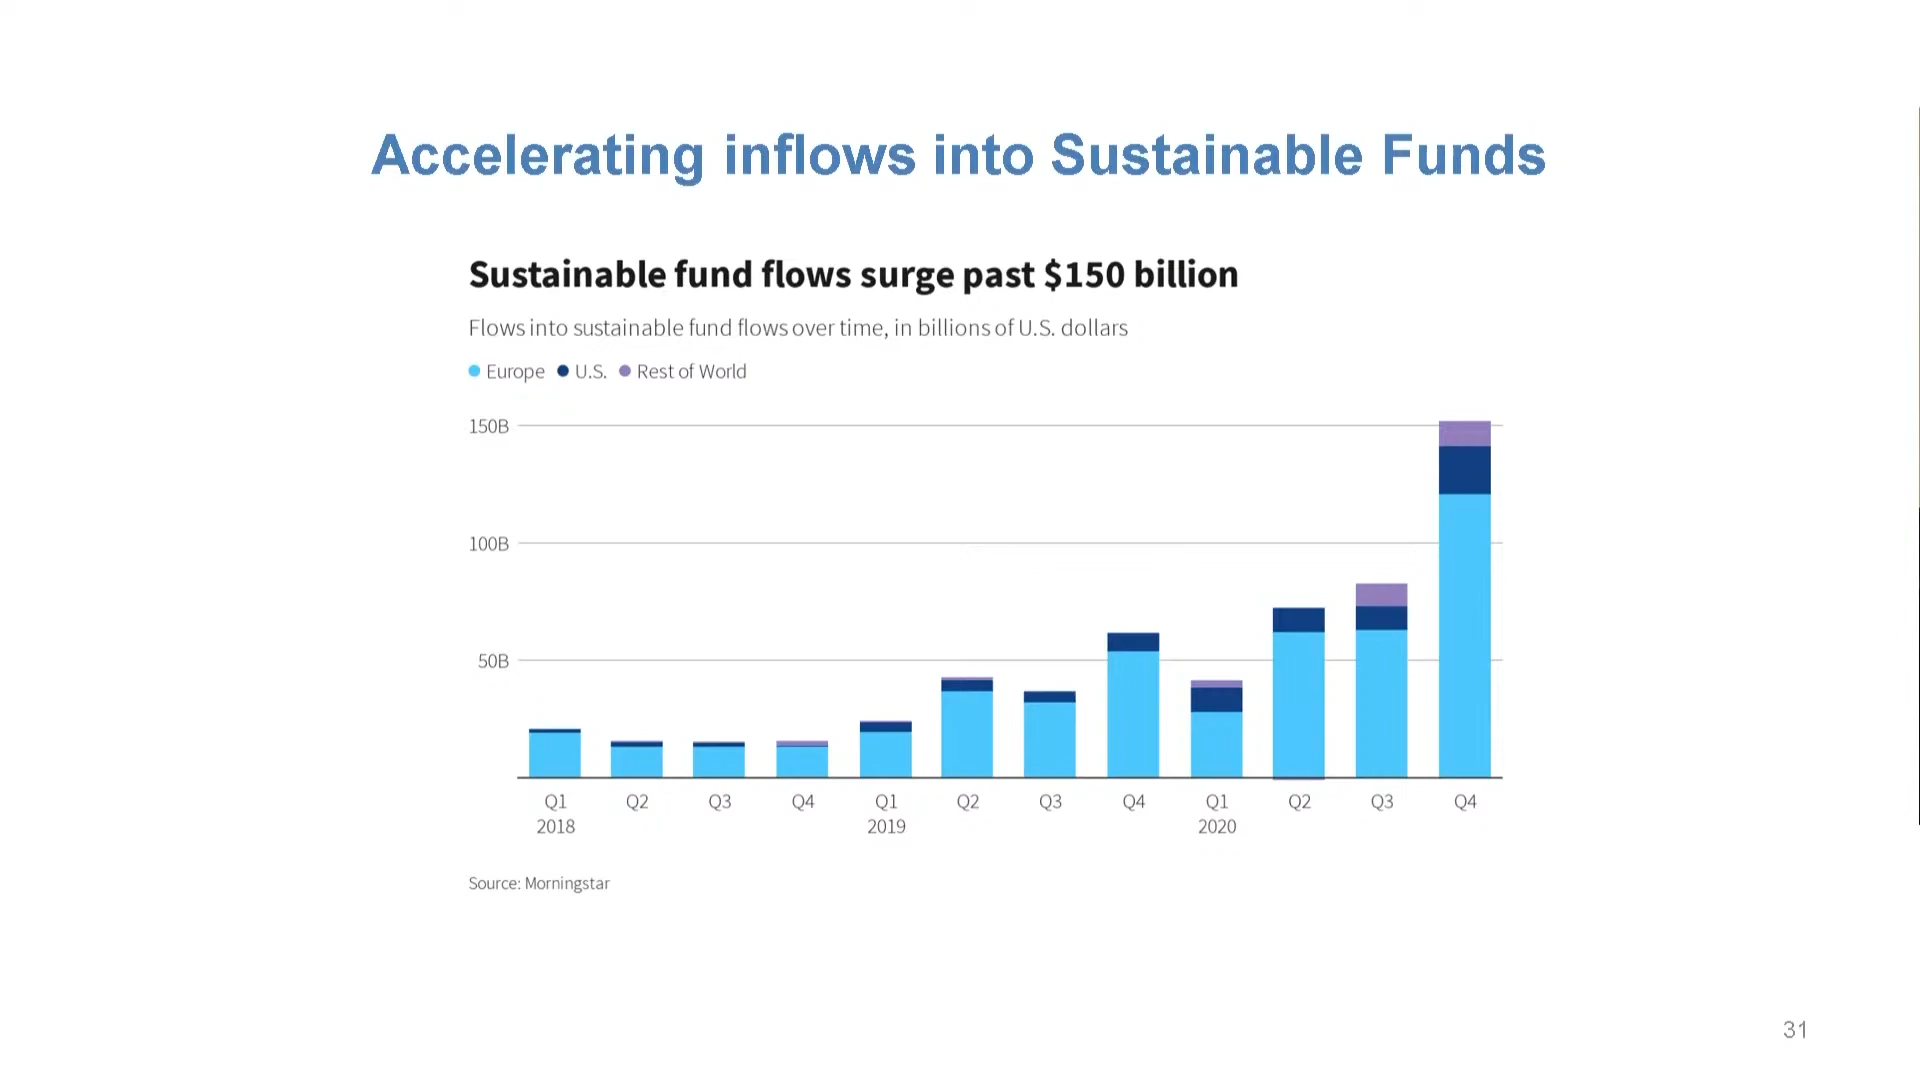 Accelerating inflows into Sustainable Funds
Sustainable fund flows surge past $150 billion
Flows into sustainable fund flows over time, in billions of U.S. dollars
Europe U.S. Rest of World
150B
100B
50B
Q1 Q2 Q3 Q4 Q1 Q2 Q3 Q4 Q1 Q2 Q3 Q4
2018 2019 2020
Source: Morningstar
31